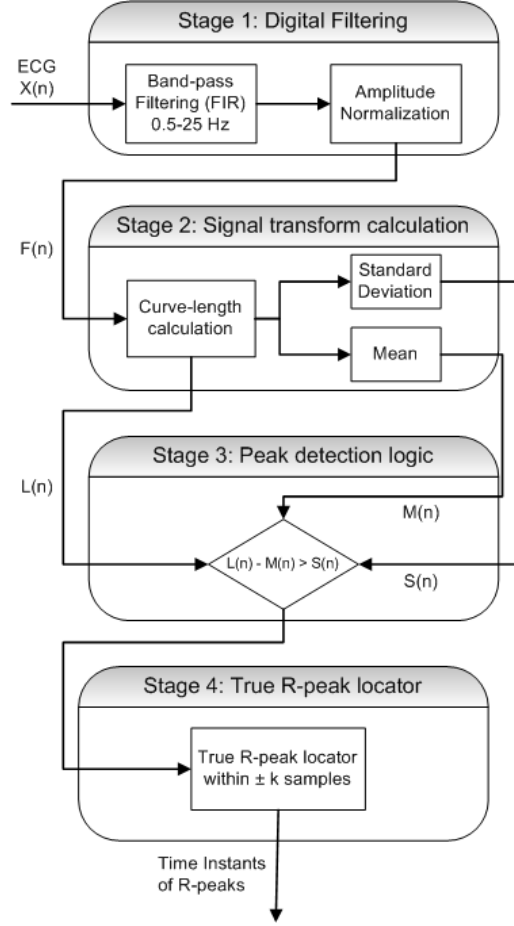 Stage 1: Digital Filtering
ECG
X(n)
Band-pass
Filtering (FIR)
0.5-25 Hz
Amplitude
Normalization
F(n)
Stage 2: Signal transform calculation
Curve-length
calculation
Standard
Deviation
Mean
L(n)
Stage 3: Peak detection logic
M(n)
L(n) - M(n) > S(n)
S(n)
Stage 4: True R-peak locator
True R-peak locator
within ± k samples
Time Instants
of R-peaks